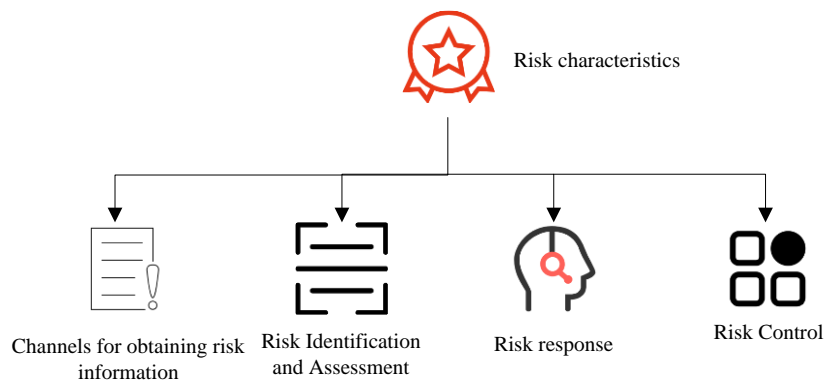 Risk characteristics
Channels for obtaining risk
information
Risk Identification
and Assessment
Risk response
Risk Control